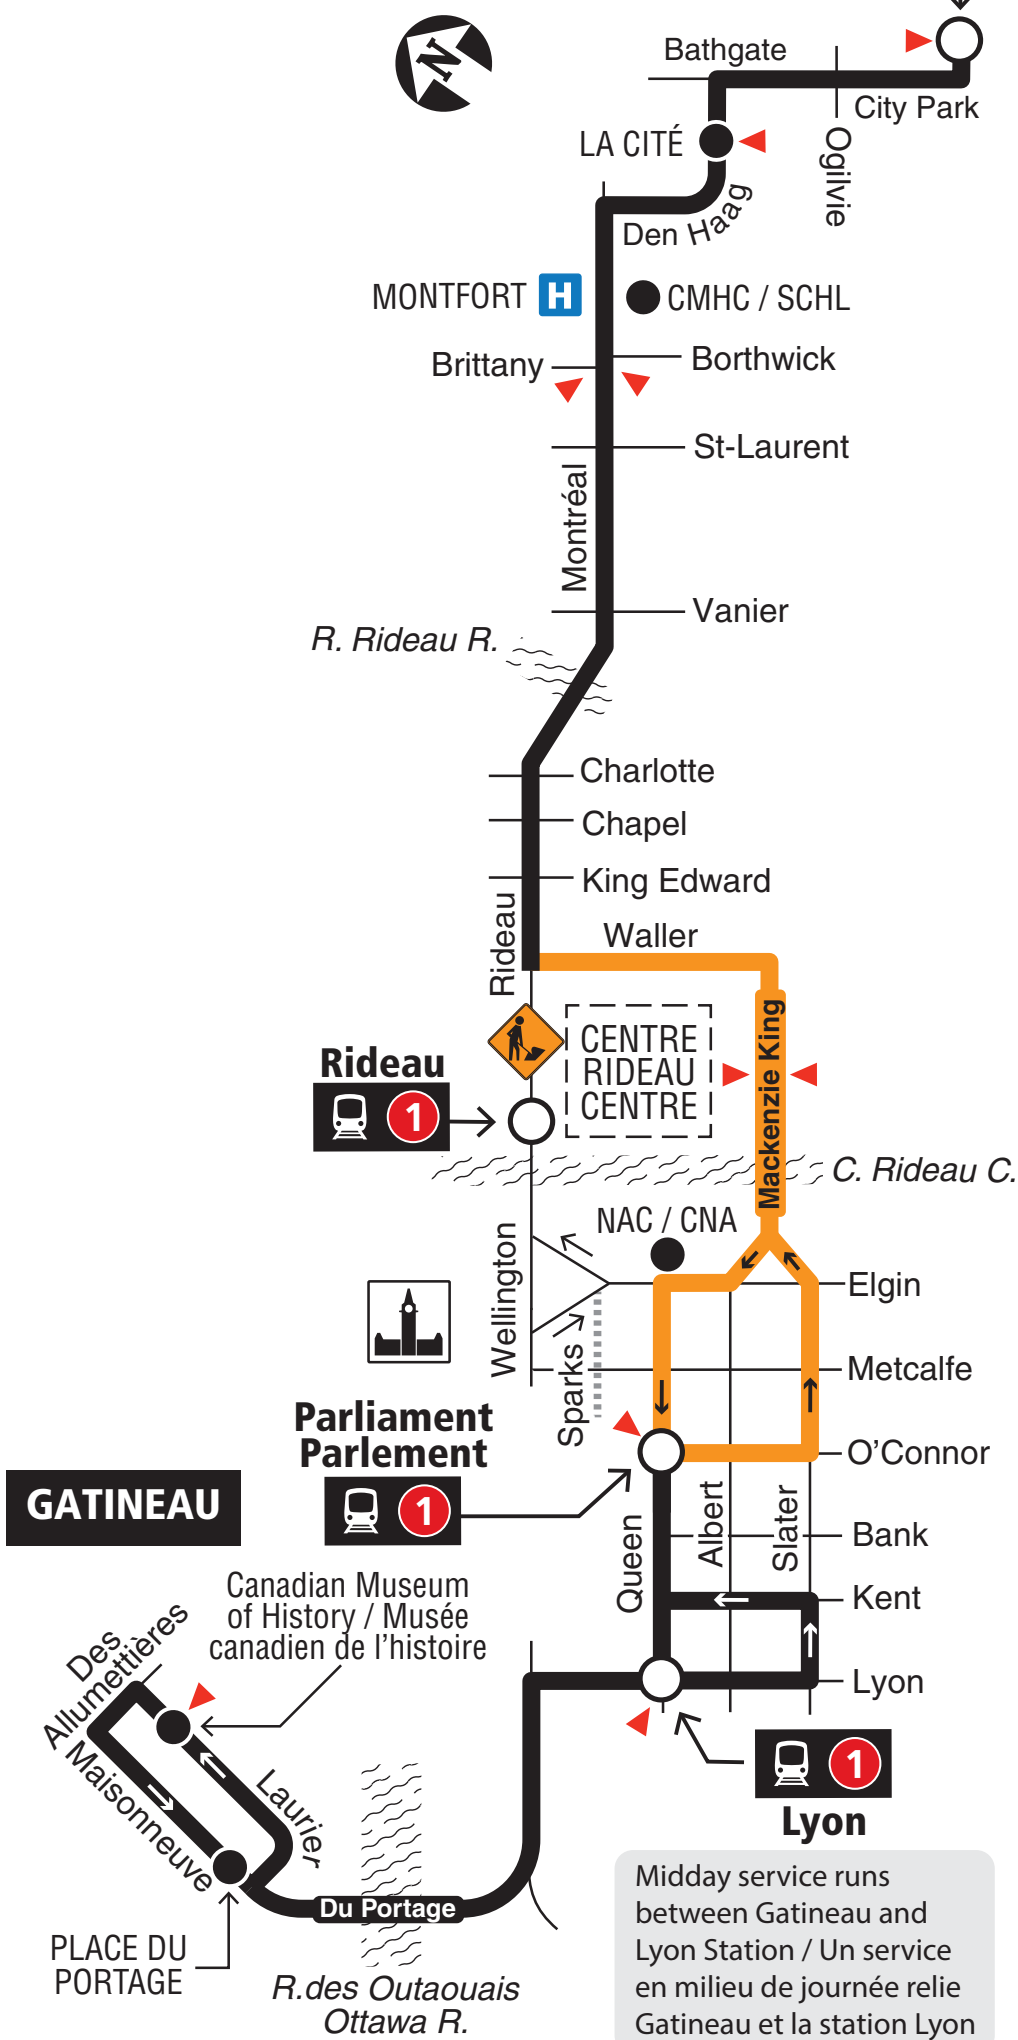 N
Bathgate
City Park
Ogilvie
LA CITÉ
Den Haag
MONTFORT H
CMHC / SCHL
Brittany
Borthwick
St-Laurent
Montréal
Vanier
R. Rideau R.
Charlotte
Chapel
King Edward
Rideau
Waller
Mackenzie King
CENTRE
RIDEAU
CENTRE
Rideau
1
C. Rideau C.
NAC / CNA
Wellington
Elgin
Sparks
Metcalfe
Parliament
Parlement
1
O'Connor
GATINEAU
Queen
Albert
Slater
Bank
Kent
Lyon
Canadian Museum
of History / Musée
canadien de l'histoire
Des
Allumettières
Maisonneuve
Laurier
1
Lyon
Du Portage
PLACE DU
PORTAGE
R.des Outaouais
Ottawa R.
Midday service runs
between Gatineau and
Lyon Station / Un service
en milieu de journée relie
Gatineau et la station Lyon